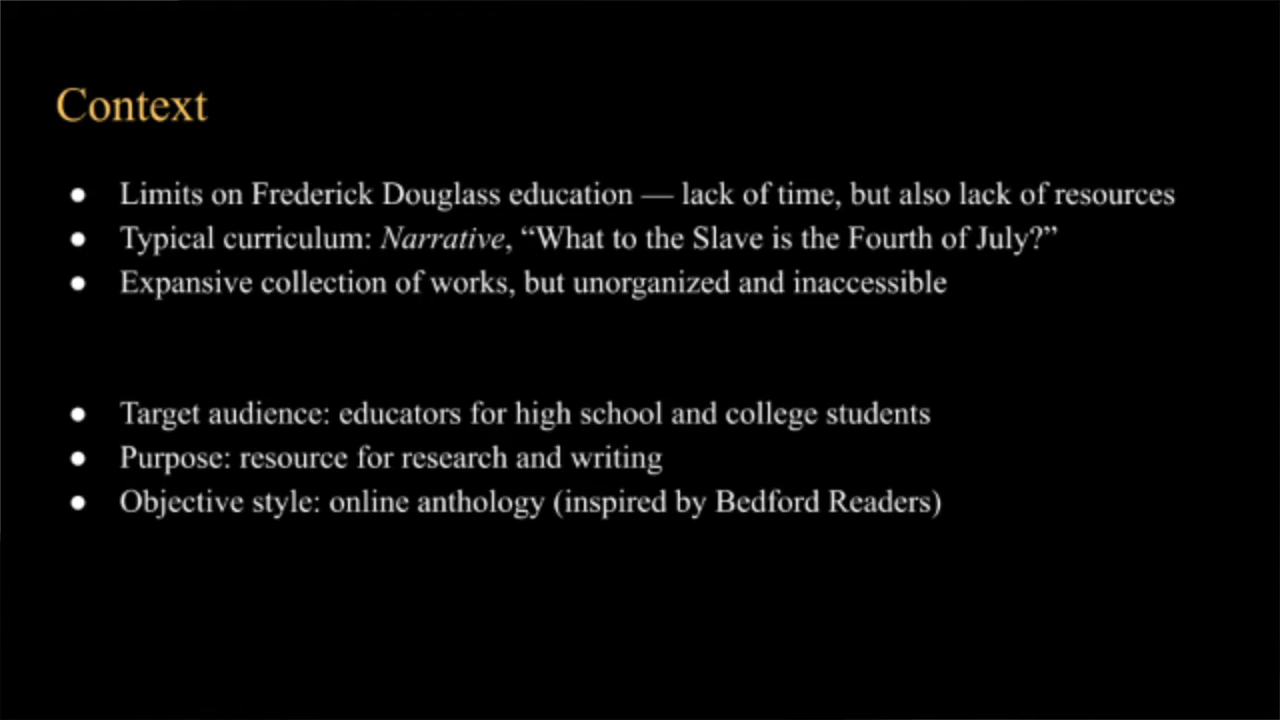 Context
● Limits on Frederick Douglass education — lack of time, but also lack of resources
● Typical curriculum: Narrative, “What to the Slave is the Fourth of July?”
● Expansive collection of works, but unorganized and inaccessible
● Target audience: educators for high school and college students
● Purpose: resource for research and writing
● Objective style: online anthology (inspired by Bedford Readers)